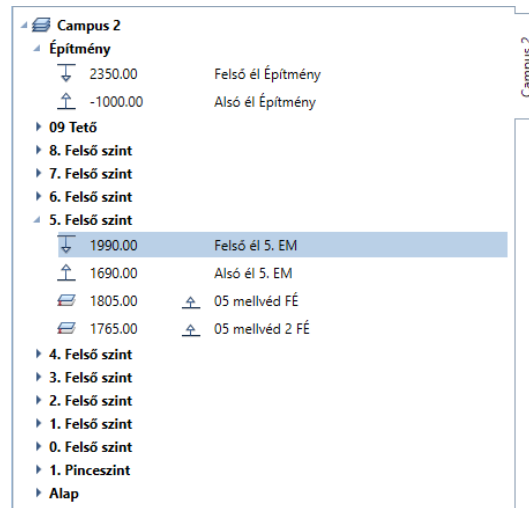 Campus 2
Építmény
2350.00 Felső él Építmény
-1000.00 Alsó él Építmény
09 Tető
8. Felső szint
7. Felső szint
6. Felső szint
5. Felső szint
1990.00 Felső él 5. EM
1690.00 Alsó él 5. EM
1805.00 05 mellvéd FÉ
1765.00 05 mellvéd 2 FÉ
4. Felső szint
3. Felső szint
2. Felső szint
1. Felső szint
0. Felső szint
1. Pinceszint
Alap
Campus 2